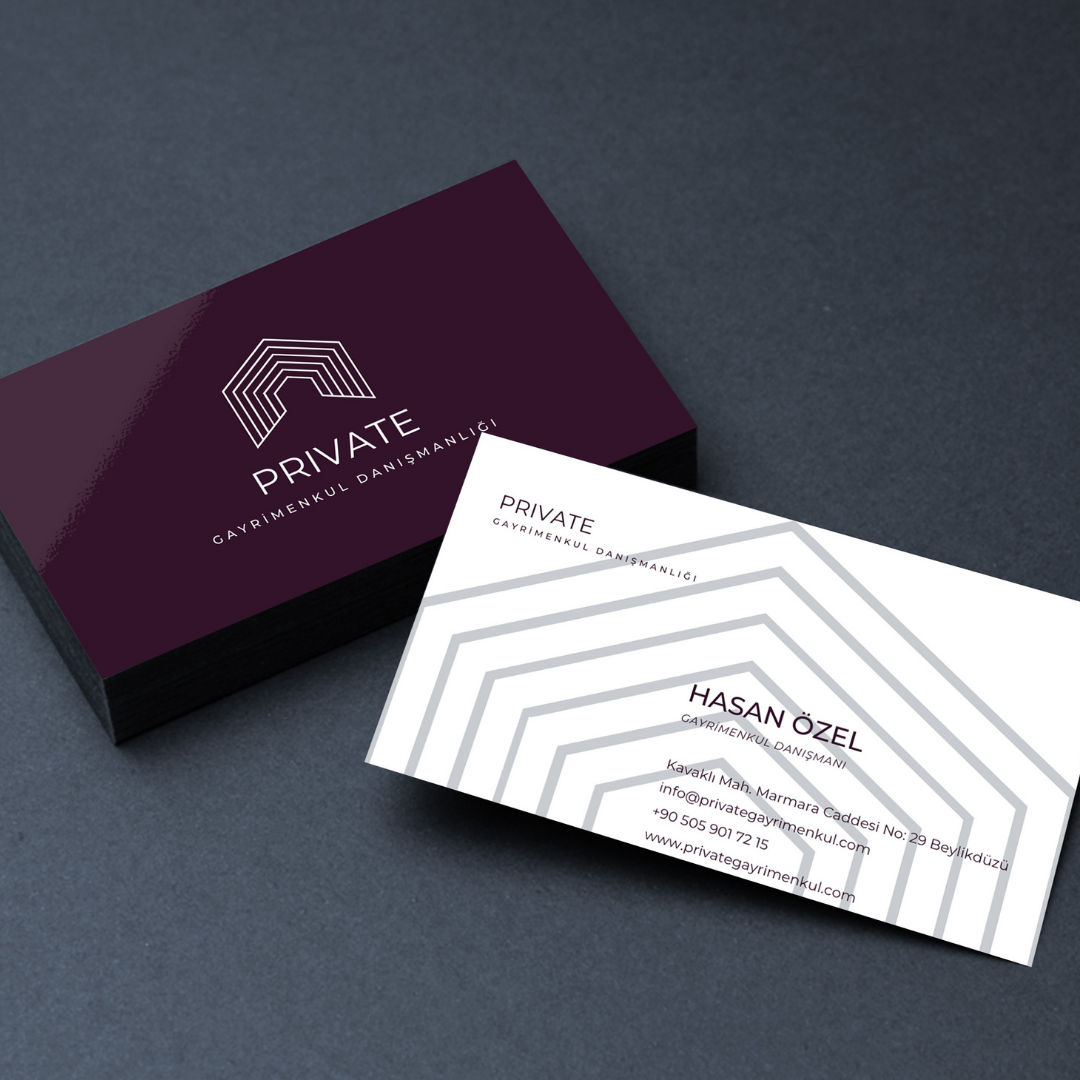 PRIVATE
GAYRİMENKUL DANIŞMANLIĞI
PRIVATE
GAYRİMENKUL DANIŞMANLIĞI
HASAN ÖZEL
GAYRİMENKUL DANIŞMANI
Kavaklı Mah. Marmara Caddesi No: 29 Beylikdüzü
info@privategayrimenkul.com
+90 505 901 72 15
www.privategayrimenkul.com